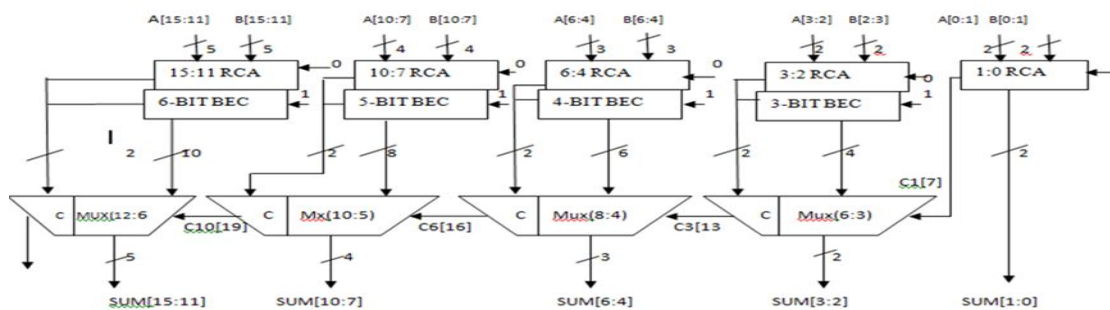 A[15:11] B[15:11] A[10:7] B[10:7] A[6:4] B[6:4] A[3:2] B[2:3] A[0:1] B[0:1]
5 5 4 4 3 3 2 2 2 2
0 0 0 0
15:11 RCA 10:7 RCA 6:4 RCA 3:2 RCA 1:0 RCA
1 1 1 1
6-BIT BEC 5-BIT BEC 4-BIT BEC 3-BIT BEC
2 10 2 8 2 6 2 4 2
C1[7]
C MUX(12:6 C Mx(10:5) C Mux(8:4) C Mux(6:3)
C10[19] C6[16] C3[13
5 4 3 2
SUM[15:11] SUM[10:7] SUM[6:4] SUM[3:2] SUM[1:0]